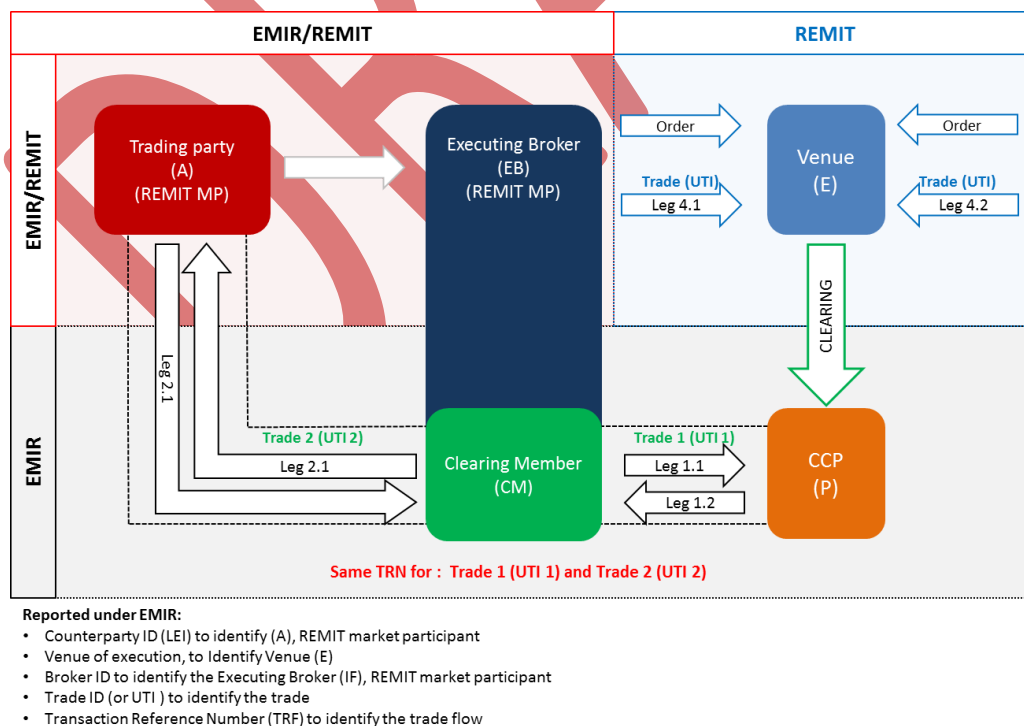 EMIR/REMIT
REMIT
EMIR/REMIT
Trading party
(A)
(REMIT MP)
Executing Broker
(EB)
(REMIT MP)
Order
Venue
(E)
Order
Trade (UTI)
Leg 4.1
Trade (UTI)
Leg 4.2
CLEARING
EMIR
Leg 2.1
Trade 2 (UTI 2)
Leg 2.1
Clearing Member
(CM)
Trade 1 (UTI 1)
Leg 1.1
Leg 1.2
CCP
(P)
Same TRN for : Trade 1 (UTI 1) and Trade 2 (UTI 2)
Reported under EMIR:
• Counterparty ID (LEI) to identify (A), REMIT market participant
• Venue of execution, to Identify Venue (E)
• Broker ID to identify the Executing Broker (IF), REMIT market participant
• Trade ID (or UTI ) to identify the trade
• Transaction Reference Number (TRF) to identify the trade flow